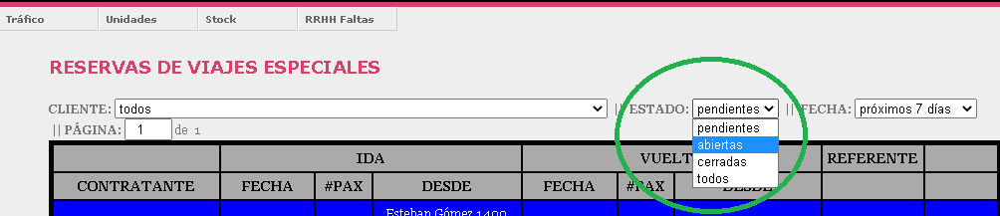 Tráfico Unidades Stock RRHH Faltas
RESERVAS DE VIAJES ESPECIALES
CLIENTE: todos || ESTADO: pendientes || FECHA: próximos 7 días
|| PÁGINA: 1 de 1
pendientes
abiertas
cerradas
todos
IDA VUELT REFERENTE
CONTRATANTE FECHA #PAX DESDE FECHA #PAX DESDE
Esteban Gómez 1400